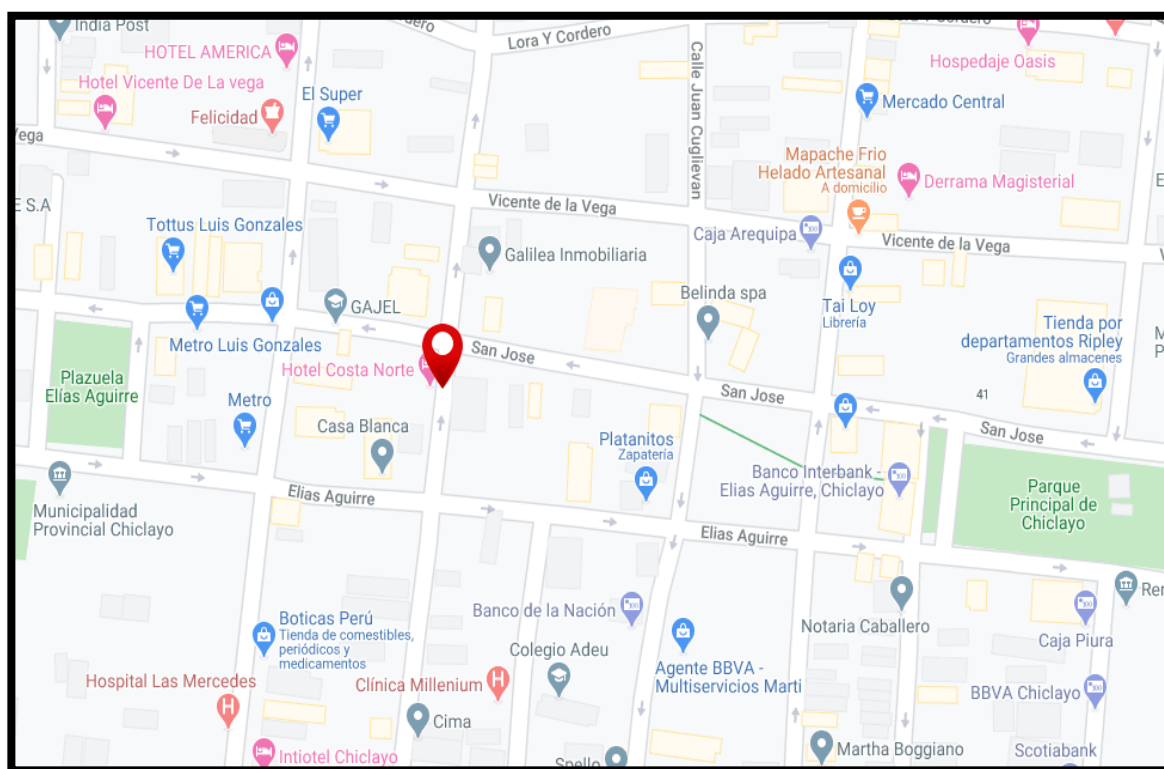 India Post
dero
Lora Y Cordero
Lora Y Cordero
HOTEL AMERICA
Hotel Vicente De La vega
Felicidad
El Super
Calle Juan Cuglievan
Hospedaje Oasis
Mercado Central
Mapache Frio
Helado Artesanal
A domicilio
Derrama Magisterial
Vega
E S.A
Vicente de la Vega
Tottus Luis Gonzales
Galilea Inmobiliaria
Caja Arequipa
Vicente de la Vega
Belinda spa
Tai Loy
Librería
GAJEL
Metro Luis Gonzales
San Jose
Tienda por
departamentos Ripley
Grandes almacenes
Hotel Costa Norte
Plazuela
Elías Aguirre
Metro
San Jose
41
San Jose
Casa Blanca
Platanitos
Zapatería
Banco Interbank -
Elias Aguirre, Chiclayo
Parque
Principal de
Chiclayo
Municipalidad
Provincial Chiclayo
Elias Aguirre
Elias Aguirre
Banco de la Nación
Notaria Caballero
Ren
Caja Piura
Boticas Perú
Tienda de comestibles,
periódicos y
medicamentos
Colegio Adeu
Agente BBVA -
Multiservicios Marti
Hospital Las Mercedes
Clínica Millenium
BBVA Chiclayo
Cima
Intiotel Chiclayo
Spello
Martha Boggiano
Scotiabank